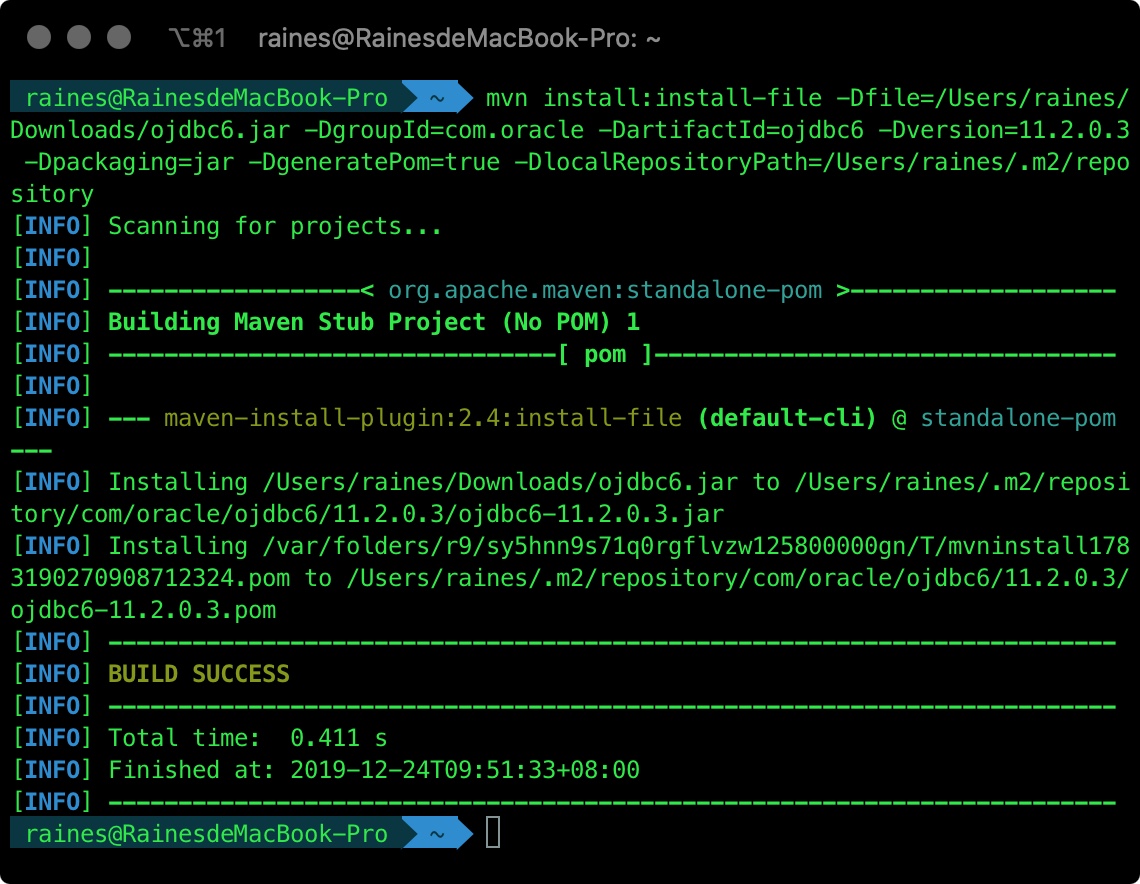 ⌥⌘1 raines@RainesdeMacBook-Pro: ~
raines@RainesdeMacBook-Pro ~ mvn install:install-file -Dfile=/Users/raines/
Downloads/ojdbc6.jar -DgroupId=com.oracle -DartifactId=ojdbc6 -Dversion=11.2.0.3
 -Dpackaging=jar -DgeneratePom=true -DlocalRepositoryPath=/Users/raines/.m2/repo
sitory
[INFO] Scanning for projects...
[INFO]
[INFO] ------------------< org.apache.maven:standalone-pom >-------------------
[INFO] Building Maven Stub Project (No POM) 1
[INFO] --------------------------------[ pom ]---------------------------------
[INFO]
[INFO] --- maven-install-plugin:2.4:install-file (default-cli) @ standalone-pom
---
[INFO] Installing /Users/raines/Downloads/ojdbc6.jar to /Users/raines/.m2/reposi
tory/com/oracle/ojdbc6/11.2.0.3/ojdbc6-11.2.0.3.jar
[INFO] Installing /var/folders/r9/sy5hnn9s71q0rgflvzw125800000gn/T/mvninstall178
3190270908712324.pom to /Users/raines/.m2/repository/com/oracle/ojdbc6/11.2.0.3/
ojdbc6-11.2.0.3.pom
[INFO] ------------------------------------------------------------------------
[INFO] BUILD SUCCESS
[INFO] ------------------------------------------------------------------------
[INFO] Total time:  0.411 s
[INFO] Finished at: 2019-12-24T09:51:33+08:00
[INFO] ------------------------------------------------------------------------
raines@RainesdeMacBook-Pro ~